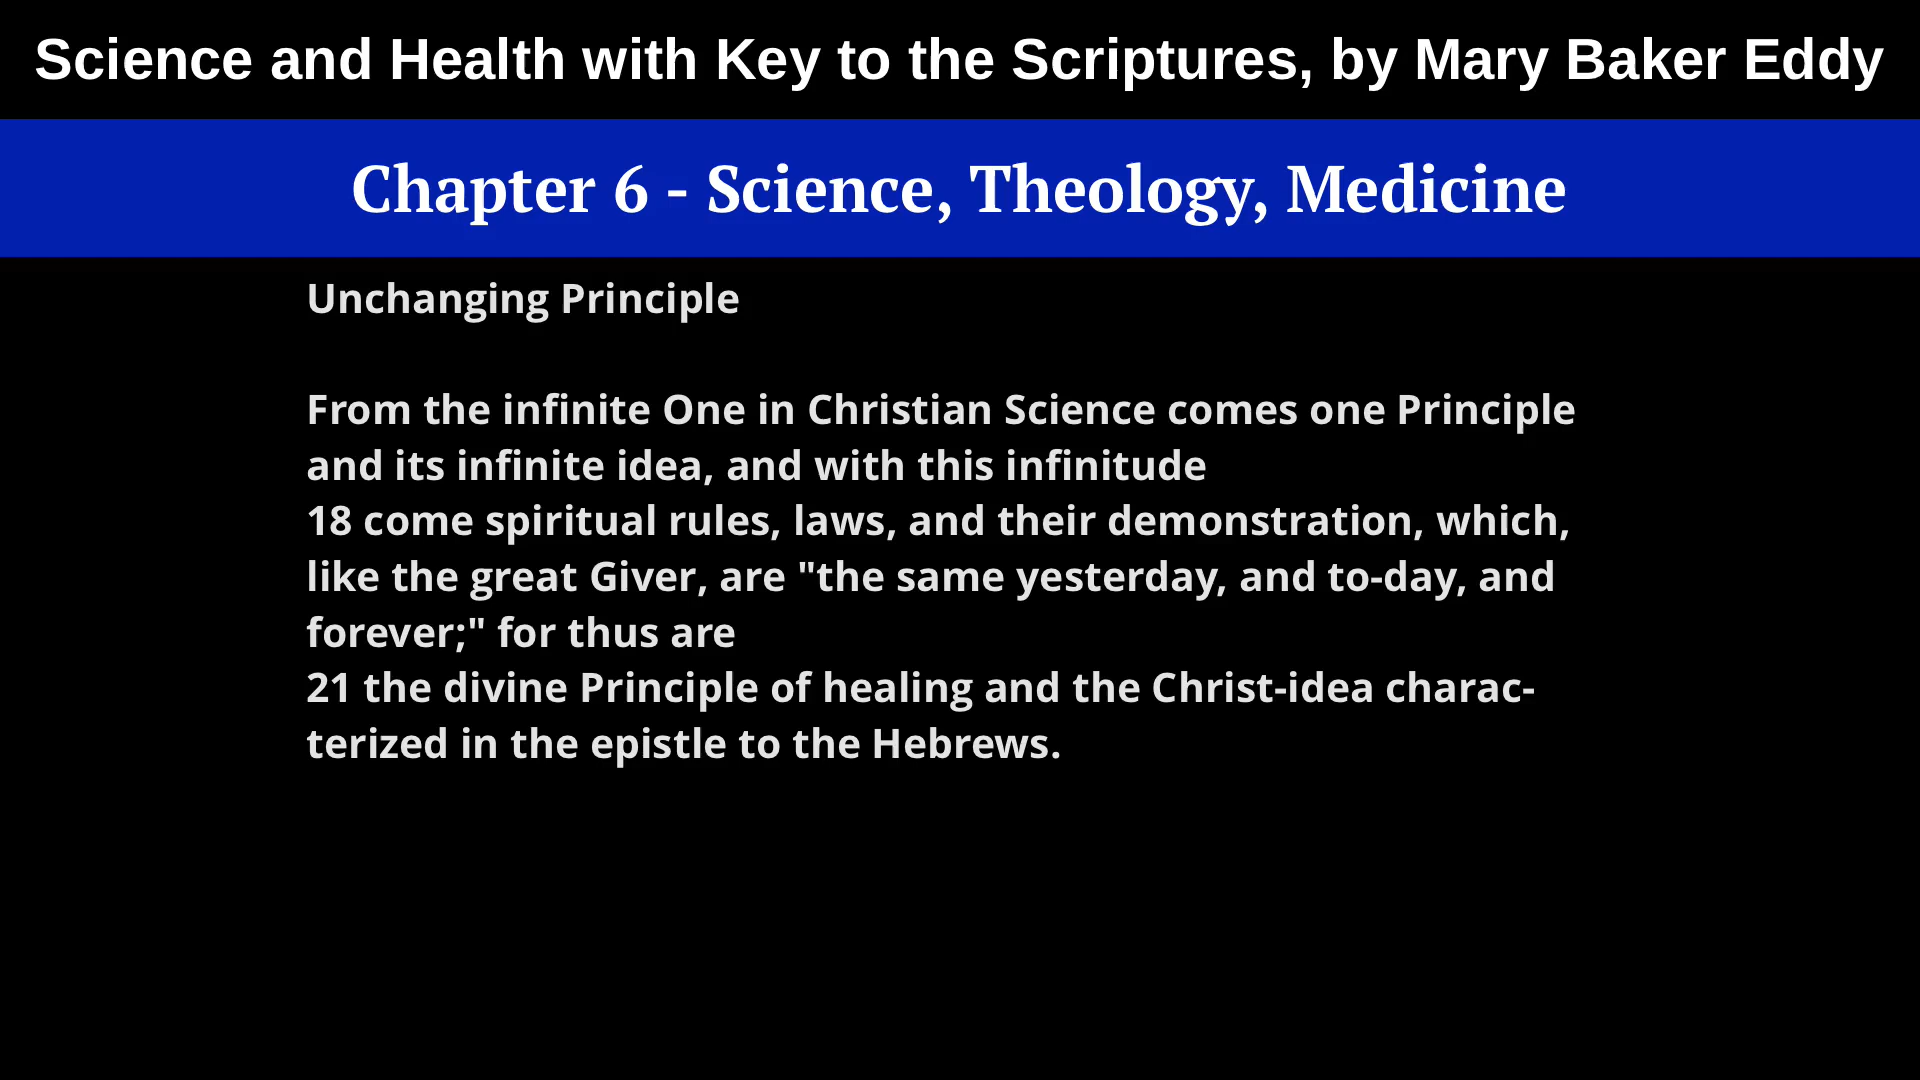 Science and Health with Key to the Scriptures, by Mary Baker Eddy
Chapter 6 - Science, Theology, Medicine
Unchanging Principle
From the infinite One in Christian Science comes one Principle
and its infinite idea, and with this infinitude
18 come spiritual rules, laws, and their demonstration, which,
like the great Giver, are "the same yesterday, and to-day, and
forever;" for thus are
21 the divine Principle of healing and the Christ-idea charac-
terized in the epistle to the Hebrews.